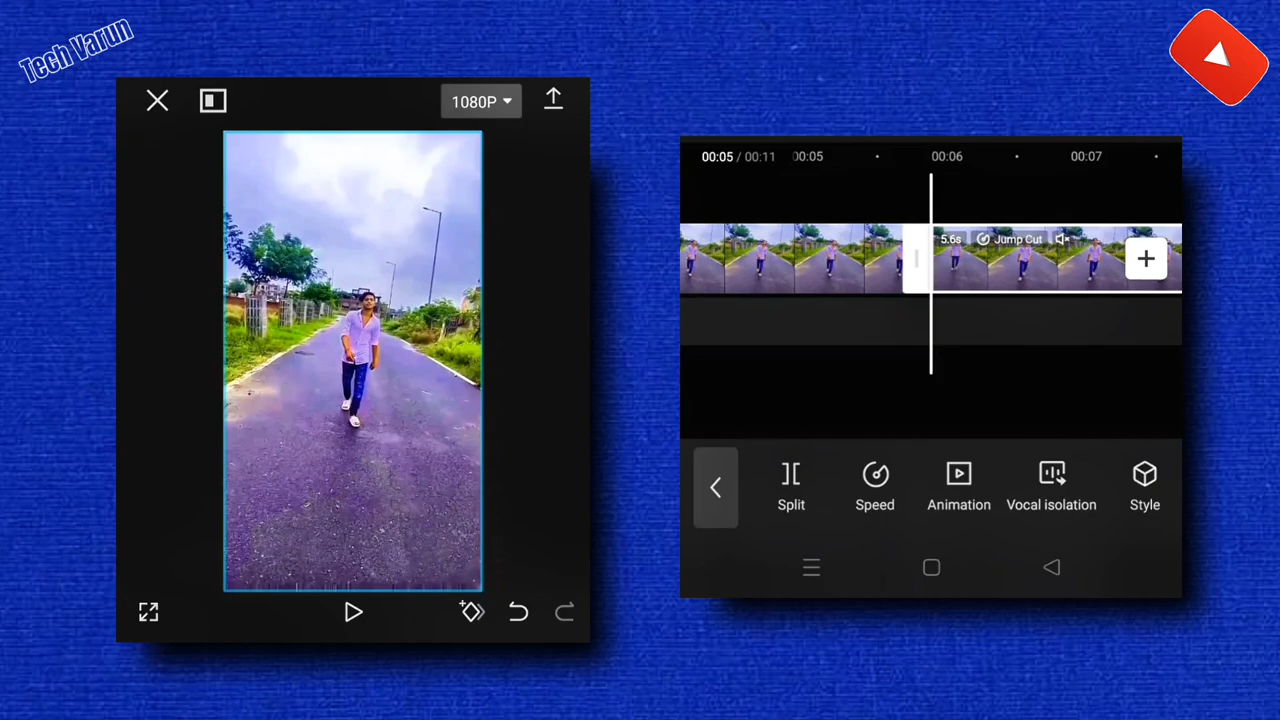 Tech Varun
1080P
00:05 / 00:11 00:05 00:06 00:07
5.6s Jump Cut
Split Speed Animation Vocal isolation Style